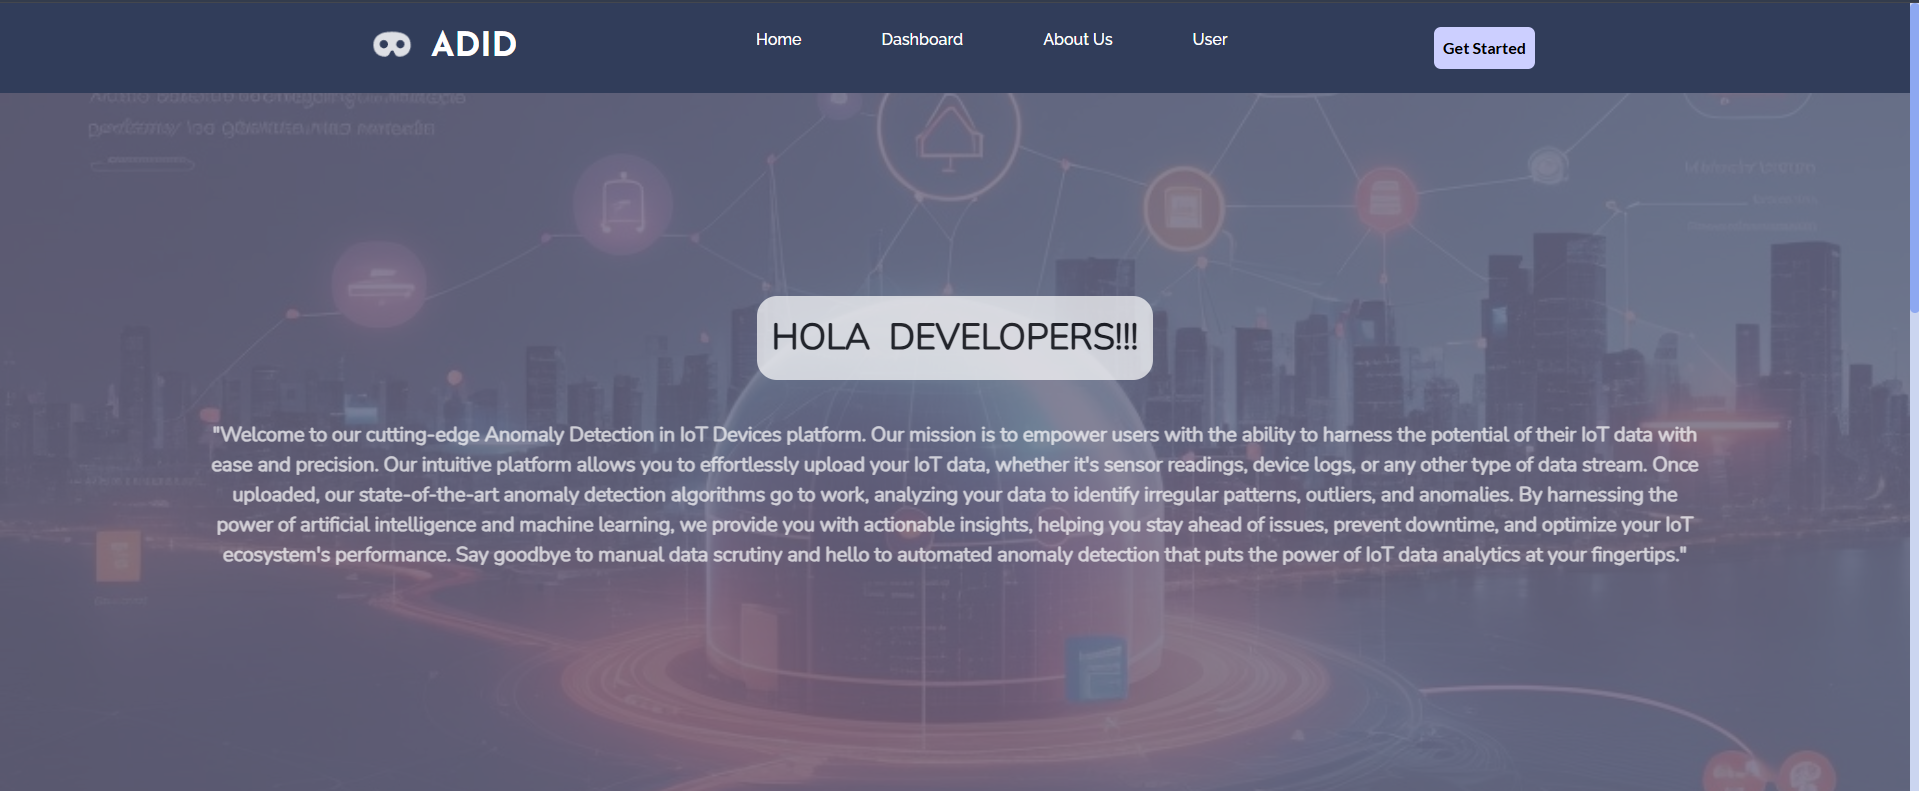 ADID
Home
Dashboard
About Us
User
Get Started
HOLA DEVELOPERS!!!
"Welcome to our cutting-edge Anomaly Detection in IoT Devices platform. Our mission is to empower users with the ability to harness the potential of their IoT data with
ease and precision. Our intuitive platform allows you to effortlessly upload your IoT data, whether it's sensor readings, device logs, or any other type of data stream. Once
uploaded, our state-of-the-art anomaly detection algorithms go to work, analyzing your data to identify irregular patterns, outliers, and anomalies. By harnessing the
power of artificial intelligence and machine learning, we provide you with actionable insights, helping you stay ahead of issues, prevent downtime, and optimize your IoT
ecosystem's performance. Say goodbye to manual data scrutiny and hello to automated anomaly detection that puts the power of IoT data analytics at your fingertips."